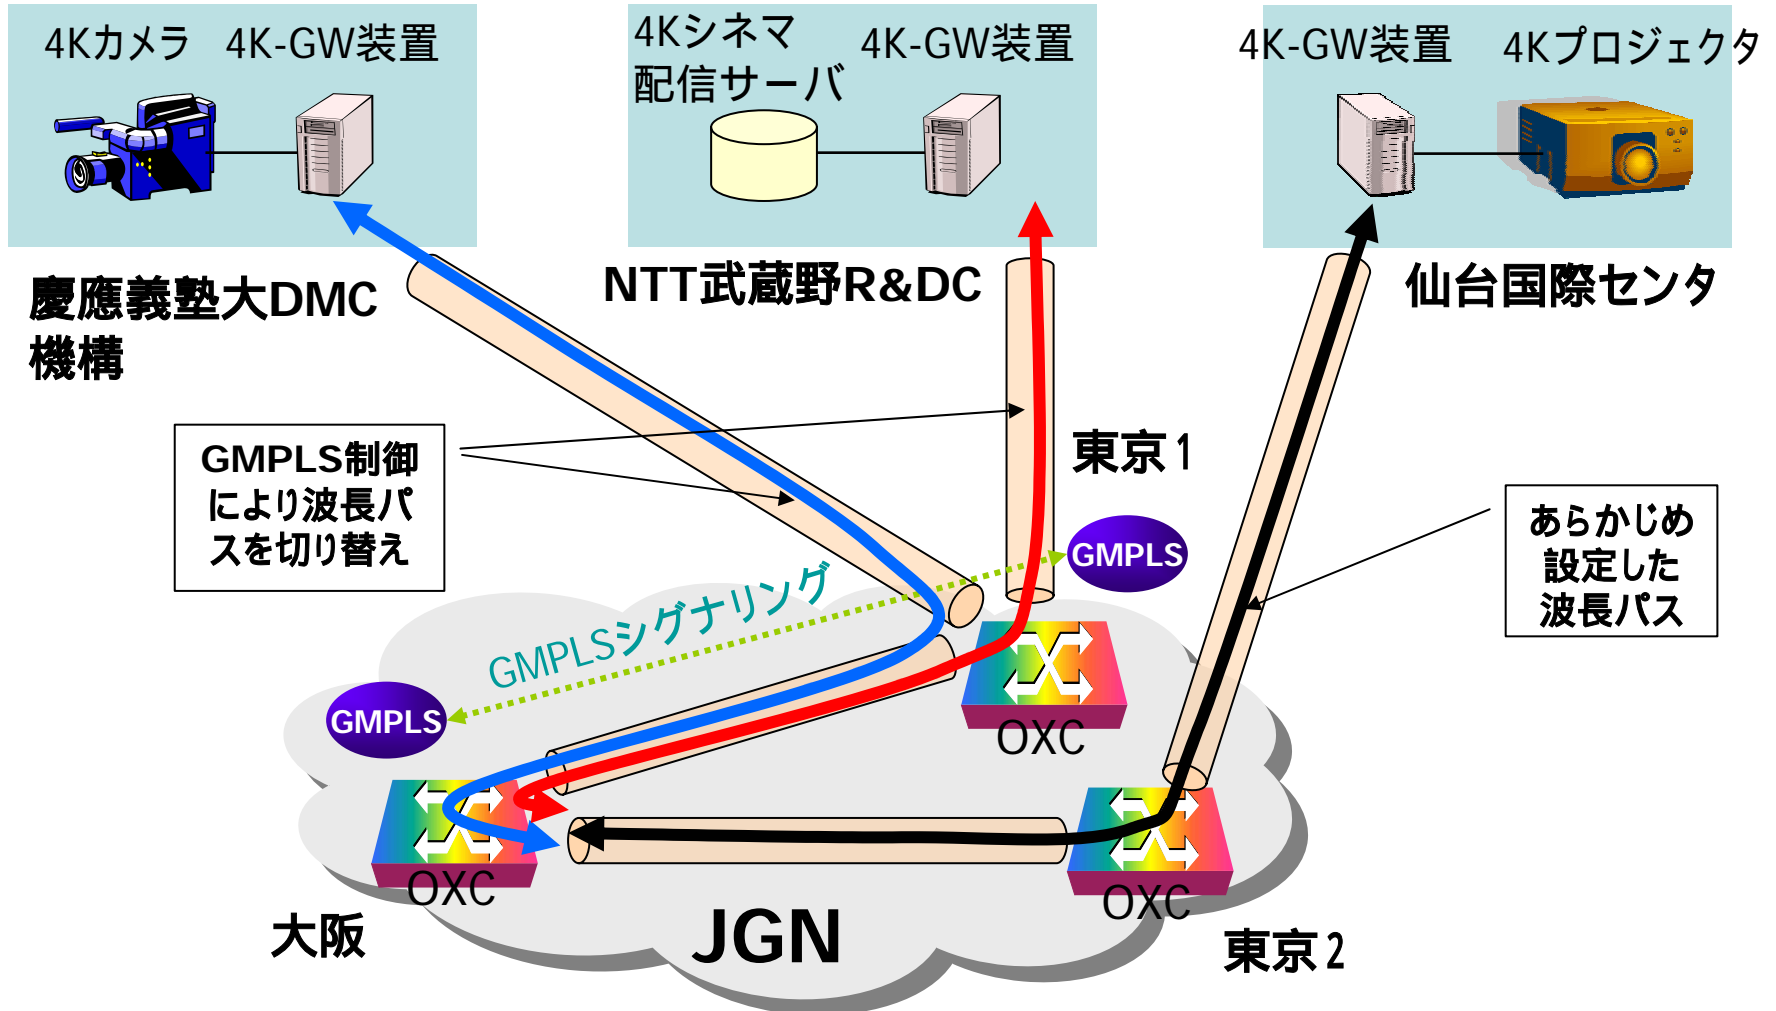 4Kカメラ
4K-GW装置
4Kシネマ
配信サーバ
4K-GW装置
4K-GW装置
4Kプロジェクタ
慶應義塾大DMC
機構
NTT武蔵野R&DC
仙台国際センタ
GMPLS制御
により波長パ
スを切り替え
東京1
GMPLS
あらかじめ
設定した
波長パス
GMPLSシグナリング
GMPLS
OXC
OXC
OXC
大阪
JGN
東京2